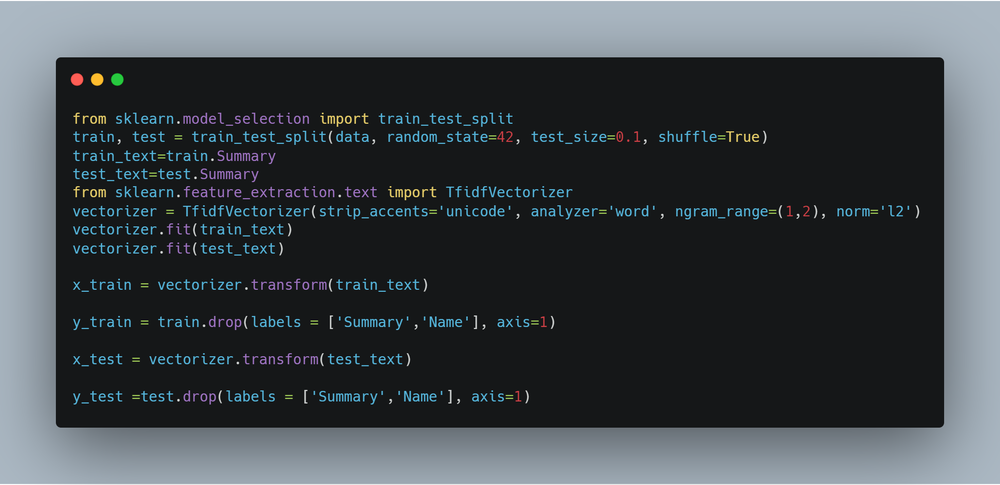 from sklearn.model_selection import train_test_split
train, test = train_test_split(data, random_state=42, test_size=0.1, shuffle=True)
train_text=train.Summary
test_text=test.Summary
from sklearn.feature_extraction.text import TfidfVectorizer
vectorizer = TfidfVectorizer(strip_accents='unicode', analyzer='word', ngram_range=(1,2), norm='l2')
vectorizer.fit(train_text)
vectorizer.fit(test_text)
x_train = vectorizer.transform(train_text)
y_train = train.drop(labels = ['Summary','Name'], axis=1)
x_test = vectorizer.transform(test_text)
y_test =test.drop(labels = ['Summary','Name'], axis=1)